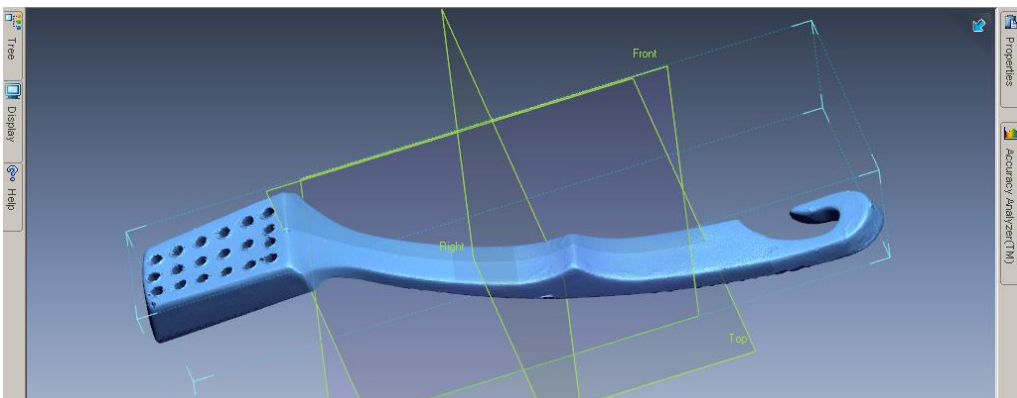 Tree
Display
Help
Front
Right
Top
Properties
Accuracy Analyzer(TM)